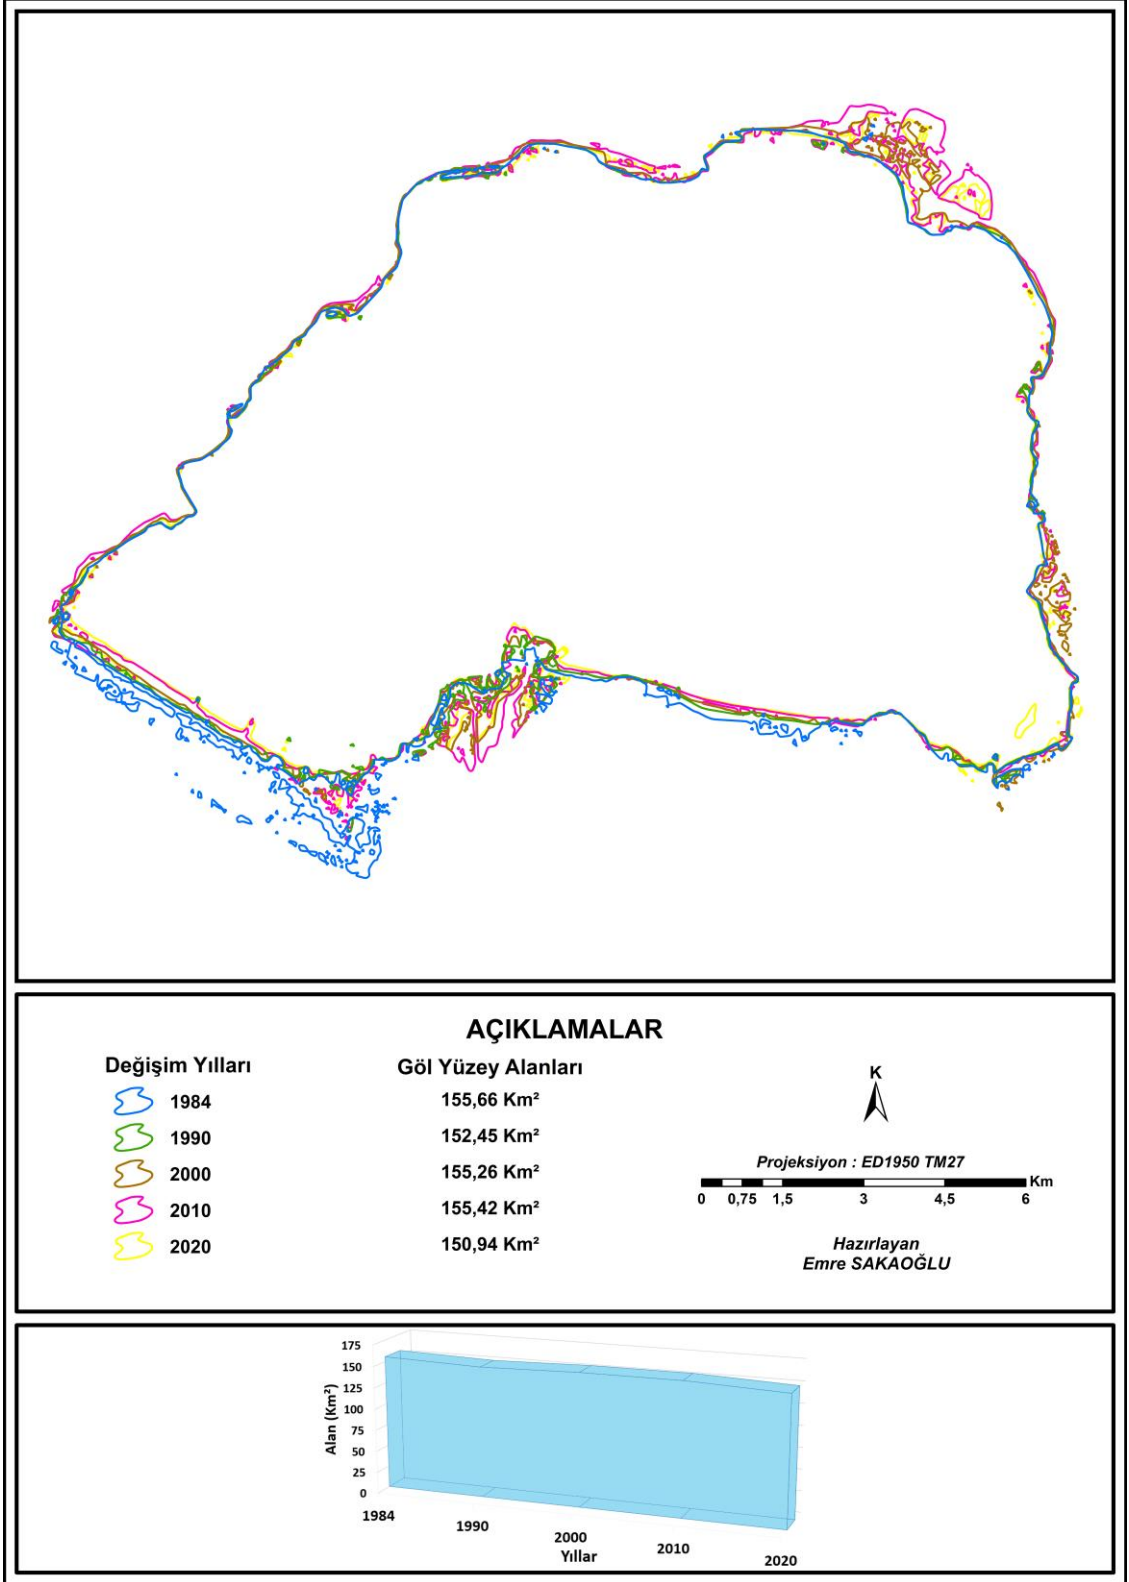 AÇIKLAMALAR
Değişim Yılları
Göl Yüzey Alanları
1984
155,66 Km²
1990
152,45 Km²
2000
155,26 Km²
2010
155,42 Km²
2020
150,94 Km²
K
Projeksiyon : ED1950 TM27
Km
0 0,75 1,5 3 4,5 6
Hazırlayan
Emre SAKAOĞLU
175
150
125
100
75
50
25
0
Alan (Km²)
1984
1990
2000
2010
2020
Yıllar